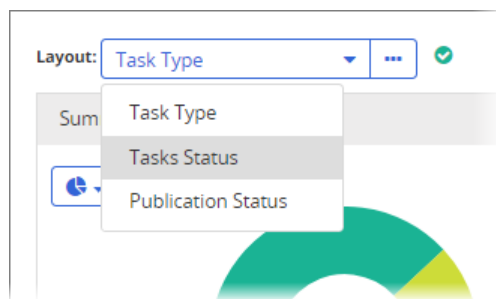 Layout: Task Type
Sum
Task Type
Tasks Status
Publication Status